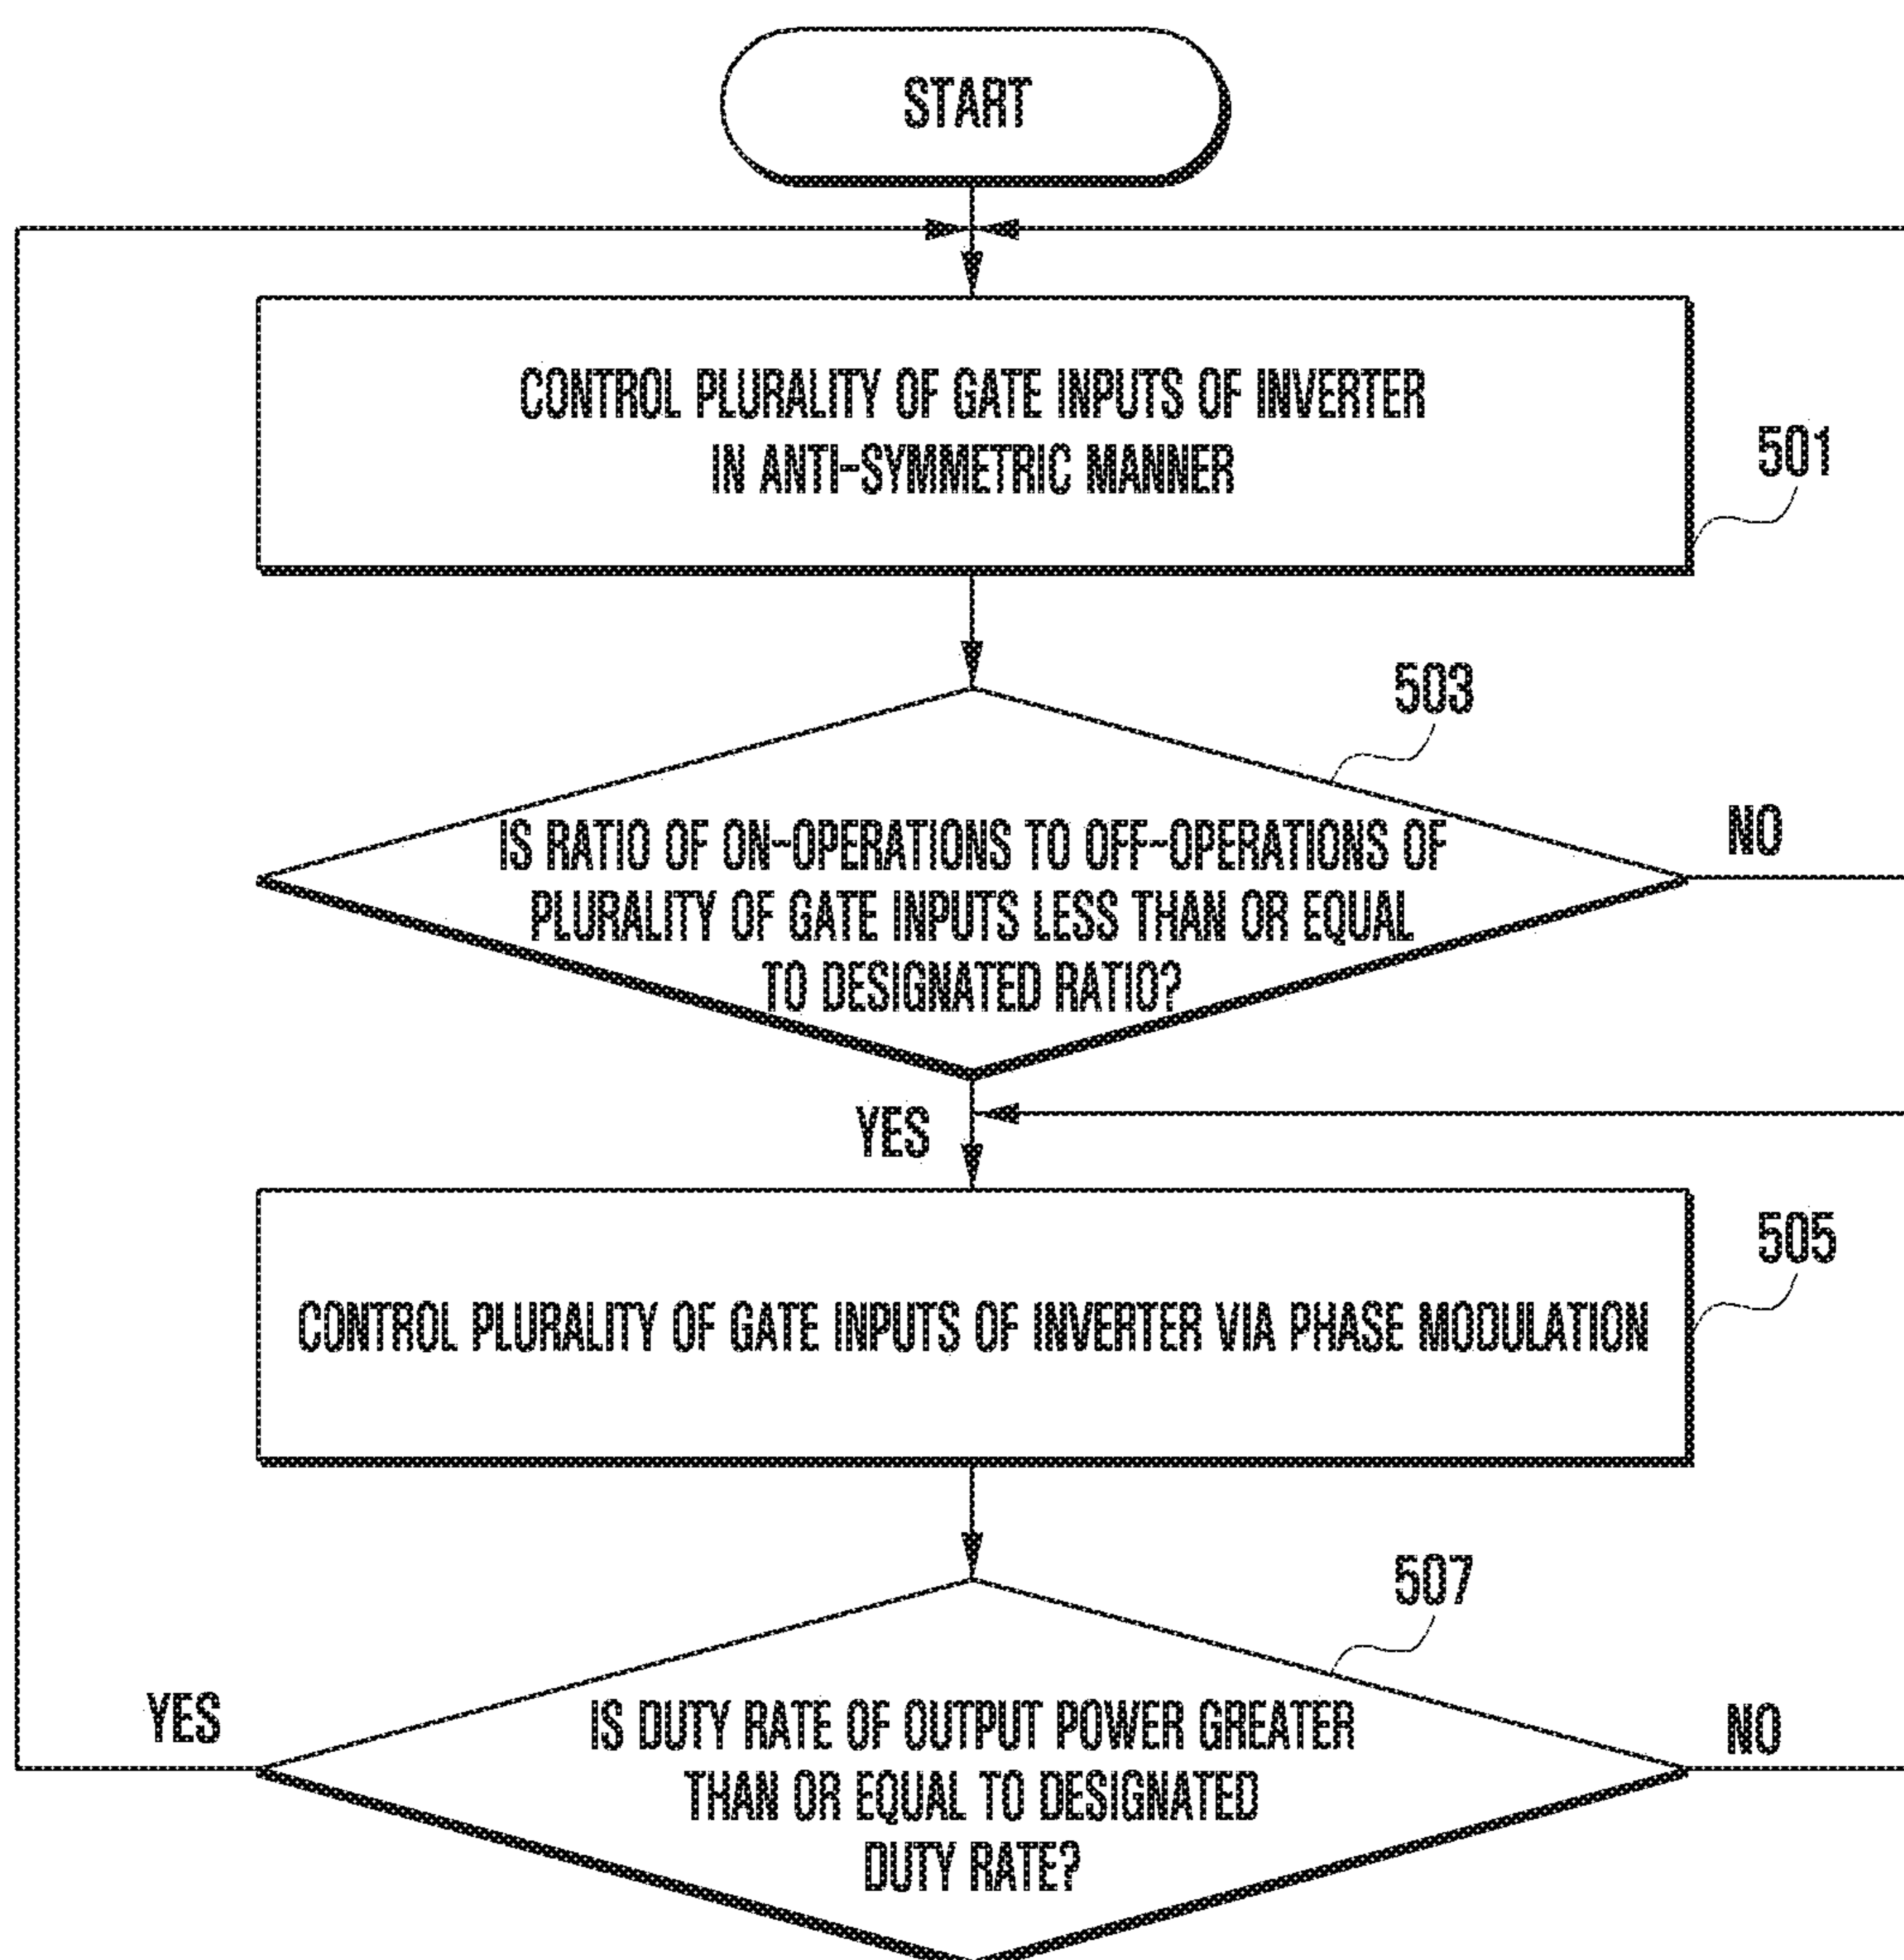 START
CONTROL PLURALITY OF GATE INPUTS OF INVERTER
IN ANTI-SYMMETRIC MANNER
501
503
IS RATIO OF ON-OPERATIONS TO OFF-OPERATIONS OF
PLURALITY OF GATE INPUTS LESS THAN OR EQUAL
TO DESIGNATED RATIO?
NO
YES
505
CONTROL PLURALITY OF GATE INPUTS OF INVERTER VIA PHASE MODULATION
507
YES
IS DUTY RATE OF OUTPUT POWER GREATER
THAN OR EQUAL TO DESIGNATED
DUTY RATE?
NO